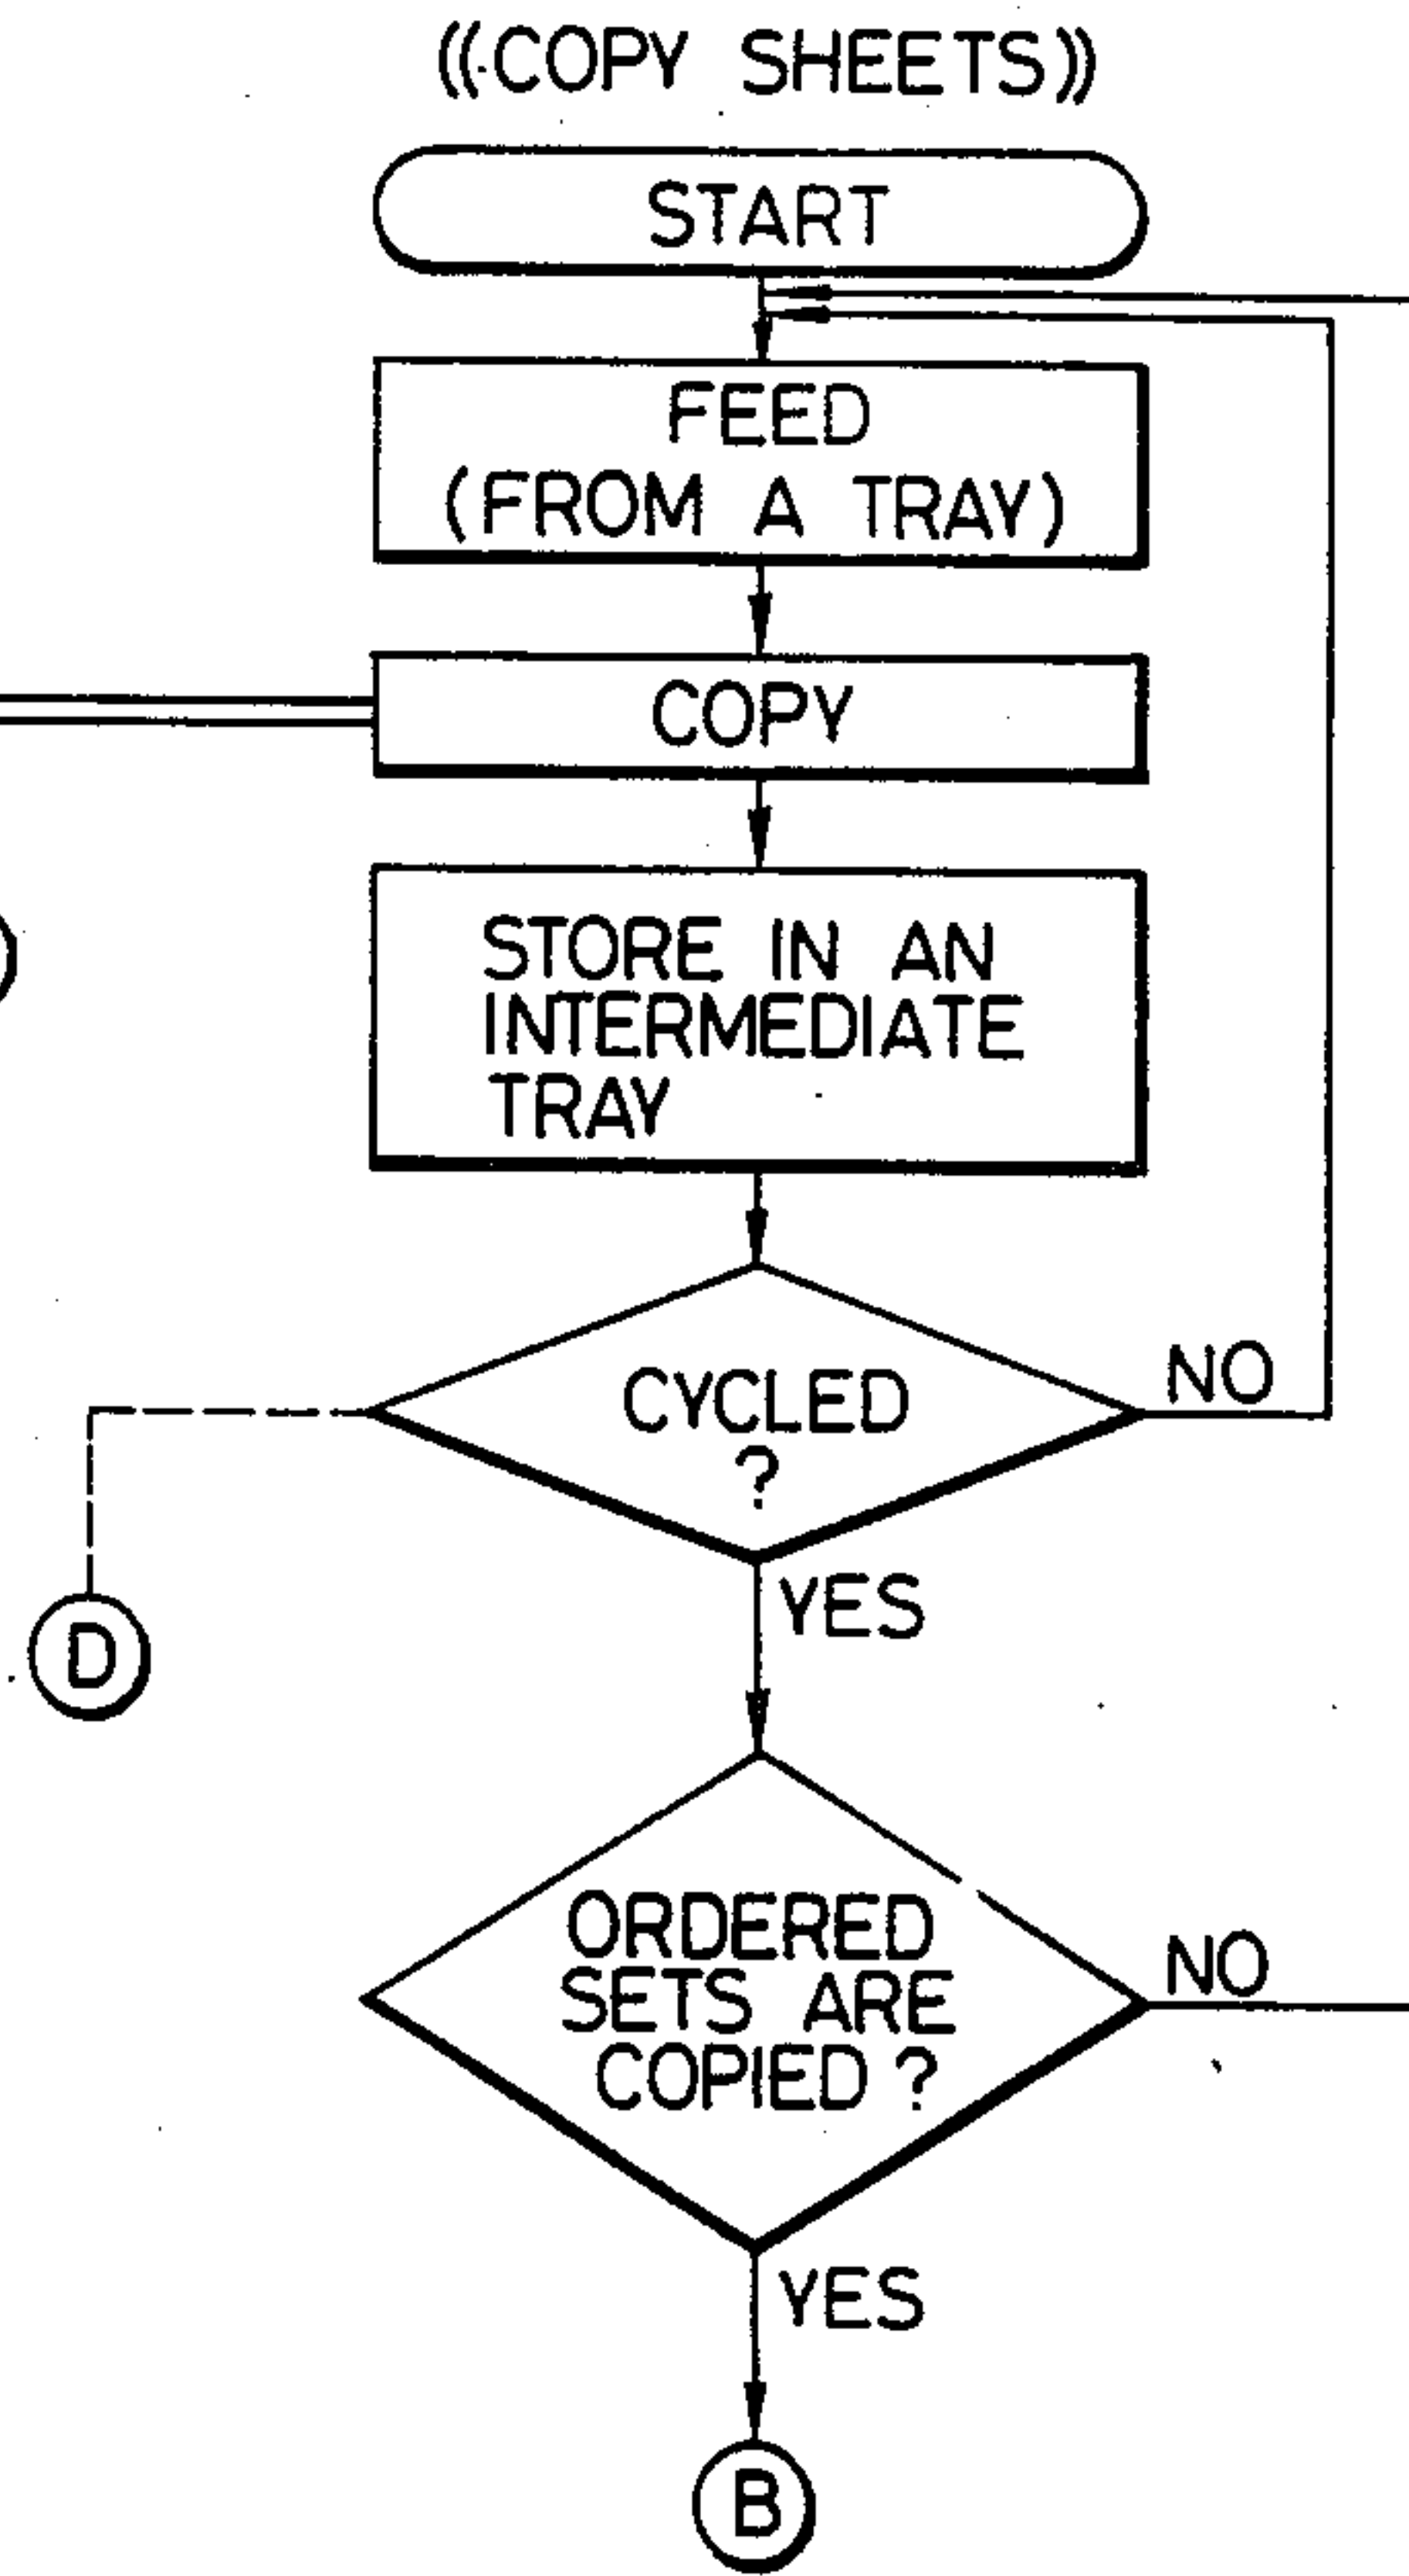 ((COPY SHEETS))
START
FEED
(FROM A TRAY)
COPY
STORE IN AN
INTERMEDIATE
TRAY
CYCLED
?
NO
YES
D
ORDERED
SETS ARE
COPIED ?
NO
YES
B